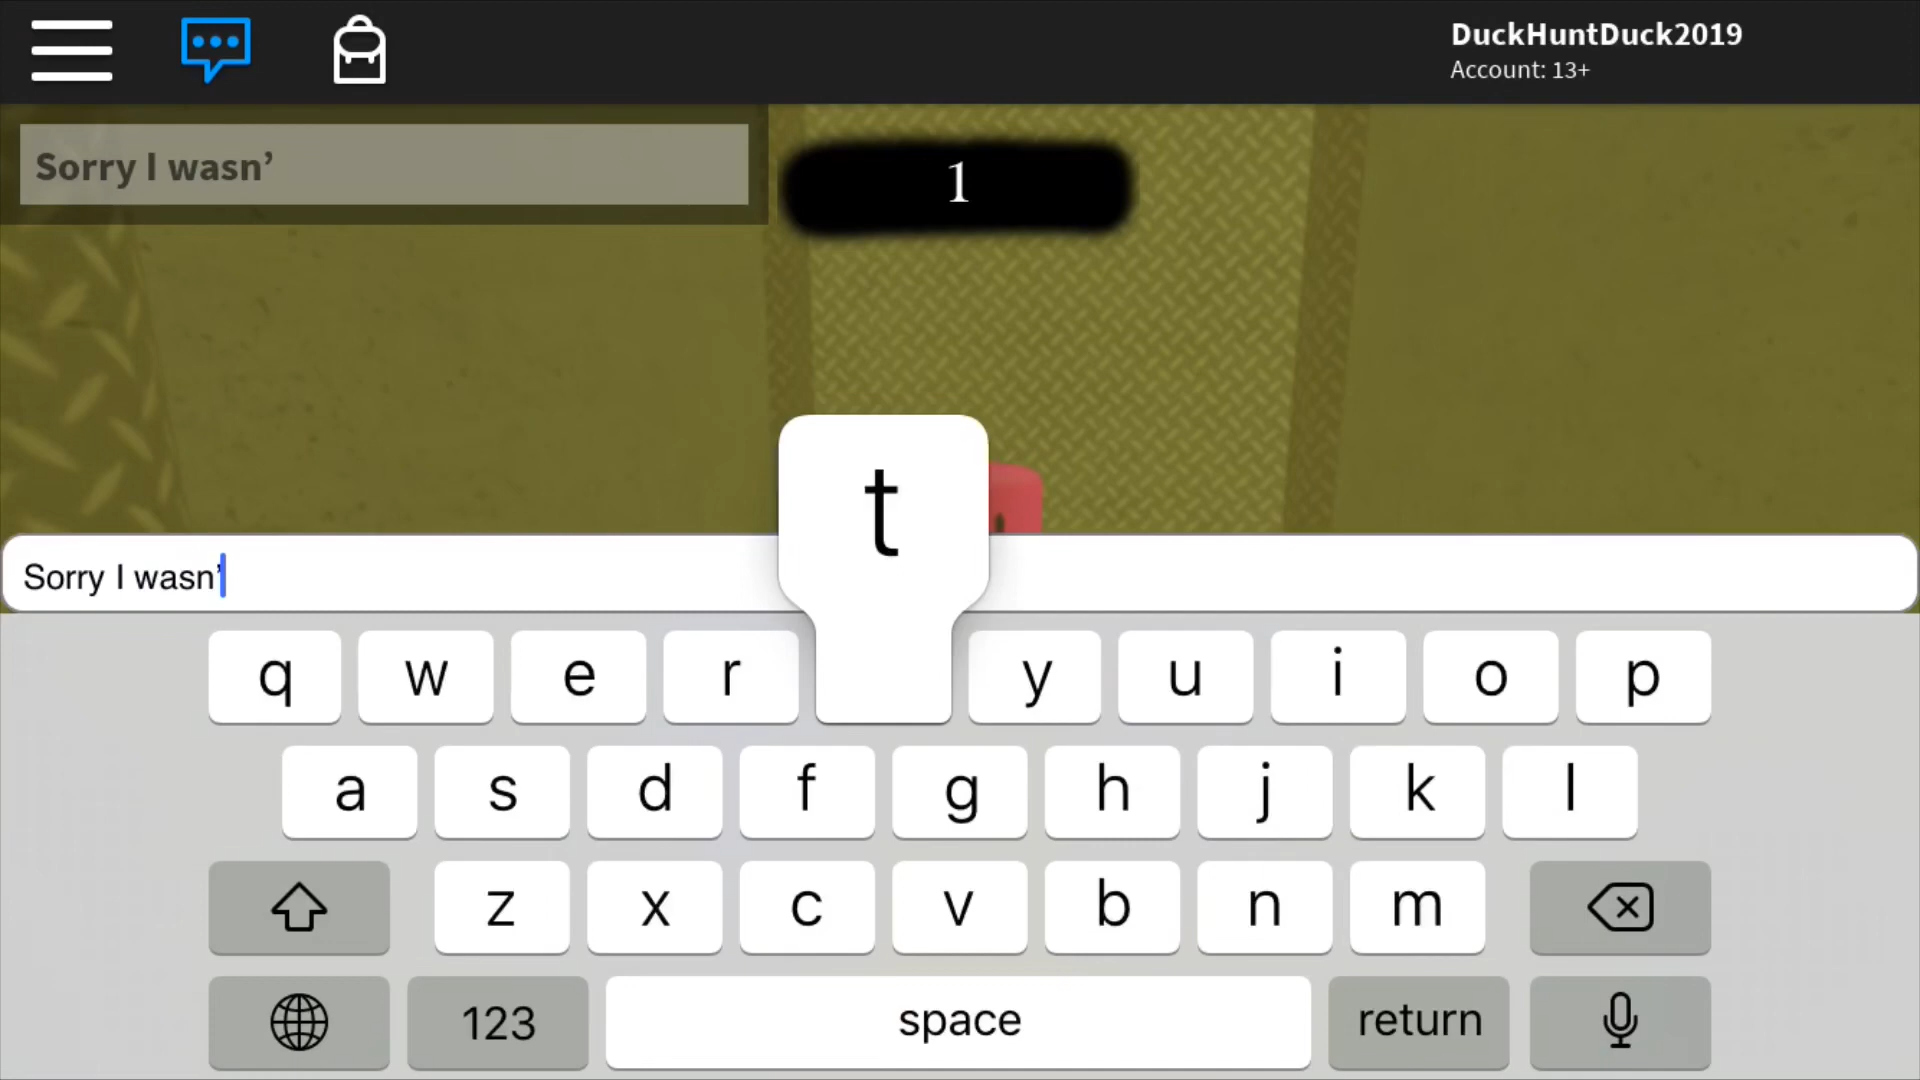 DuckHuntDuck2019
Account: 13+
Sorry I wasn’
1
t
Sorry I wasn’
q w e r y u i o p
a s d f g h j k l
z x c v b n m
123 space return